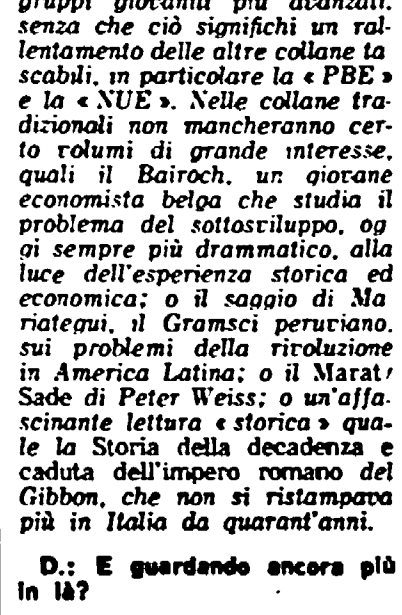 gruppi giovanili più avanzati.
senza che ciò significhi un ral-
lentamento delle altre collane ta
scabili, in particolare la « PBE »
e la « NUE ». Nelle collane tra-
dizionali non mancheranno cer-
to volumi di grande interesse,
quali il Bairoch, un giovane
economista belga che studia il
problema del sottosviluppo, og
gi sempre più drammatico, alla
luce dell'esperienza storica ed
economica; o il saggio di Ma
riategui, il Gramsci peruviano,
sui problemi della rivoluzione
in America Latina; o il Marat/
Sade di Peter Weiss; o un'affa-
scinante lettura « storica » qua-
le la Storia della decadenza e
caduta dell'impero romano del
Gibbon, che non si ristampava
più in Italia da quarant'anni.
D.: E guardando ancora più
in là?